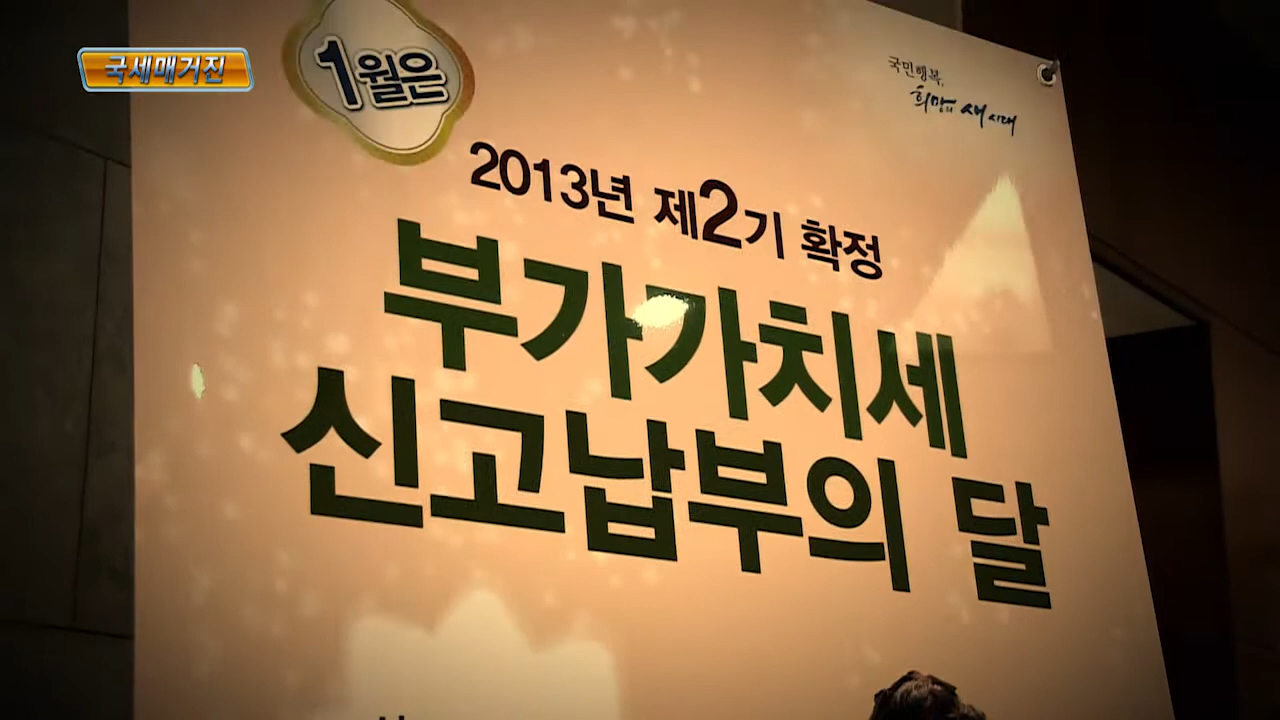 국세매거진
1월은
국민행복,
희망의 새 시대
2013년 제2기 확정
부가가치세
신고납부의 달